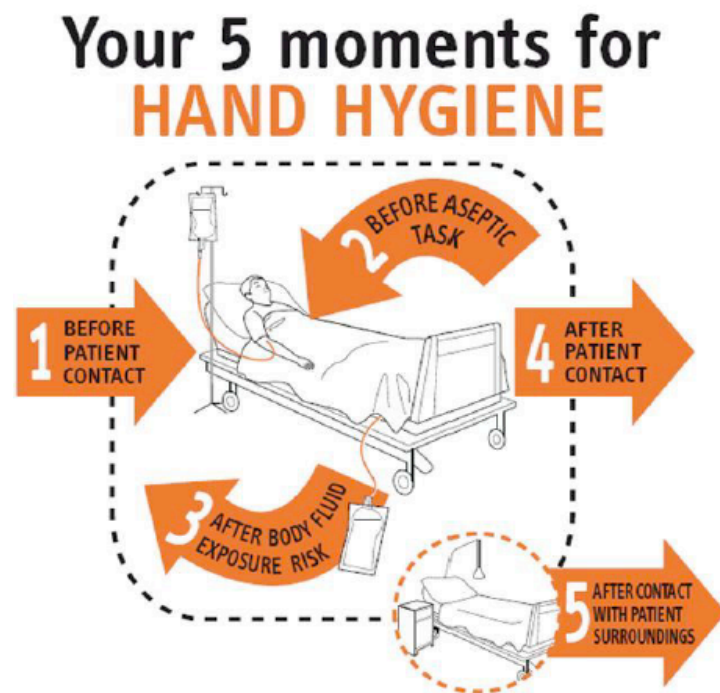 Your 5 moments for
HAND HYGIENE
1 BEFORE
PATIENT
CONTACT
2 BEFORE ASEPTIC
TASK
3 AFTER BODY FLUID
EXPOSURE RISK
4 AFTER
PATIENT
CONTACT
5 AFTER CONTACT
WITH PATIENT
SURROUNDINGS